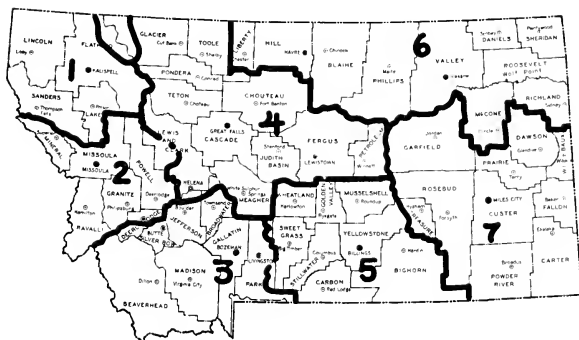 LINCOLN
Libby
FLAT
KALISPELL
1
SANDERS
Thompson Falls
LAKE
GLACIER
Cut Bank
TOOLE
Shelby
PONDERA
Conrad
TETON
Choteau
LIBERTY
Chester
HILL
HAVRE
BLAINE
Chinook
6
PHILLIPS
Malta
VALLEY
Glasgow
DANIELS
Scobey
SHERIDAN
Plentywood
ROOSEVELT
Wolf Point
RICHLAND
Sidney
CHOUTEAU
Fort Benton
4
LEWIS AND
CASCADE
GREAT FALLS
JUDITH BASIN
Stanford
FERGUS
LEWISTOWN
PETROLEUM
Winnett
GARFIELD
Jordan
McCONE
Circle
DAWSON
Glendive
PRAIRIE
Terry
WIBAUX
MINERAL
Superior
MISSOULA
MISSOULA
2
POWELL
Deerlodge
GRANITE
Philipsburg
RAVALLI
Hamilton
HELENA
Townsend
White Sulphur Springs
MEAGHER
WHEATLAND
Harlowton
GOLDEN VALLEY
Ryegate
MUSSELSHELL
Roundup
ROSEBUD
Forsyth
TREASURE
Hysham
MILES CITY
CUSTER
7
FALLON
Baker
Ekalaka
CARTER
POWDER RIVER
Broadus
DEERLODGE
BUTTE
SILVER BOW
JEFFERSON
Boulder
BROADWATER
GALLATIN
BOZEMAN
3
LIVINGSTON
PARK
SWEET GRASS
Big Timber
STILLWATER
Columbus
YELLOWSTONE
BILLINGS
5
CARBON
Red Lodge
BIGHORN
Hardin
MADISON
Virginia City
BEAVERHEAD
Dillon